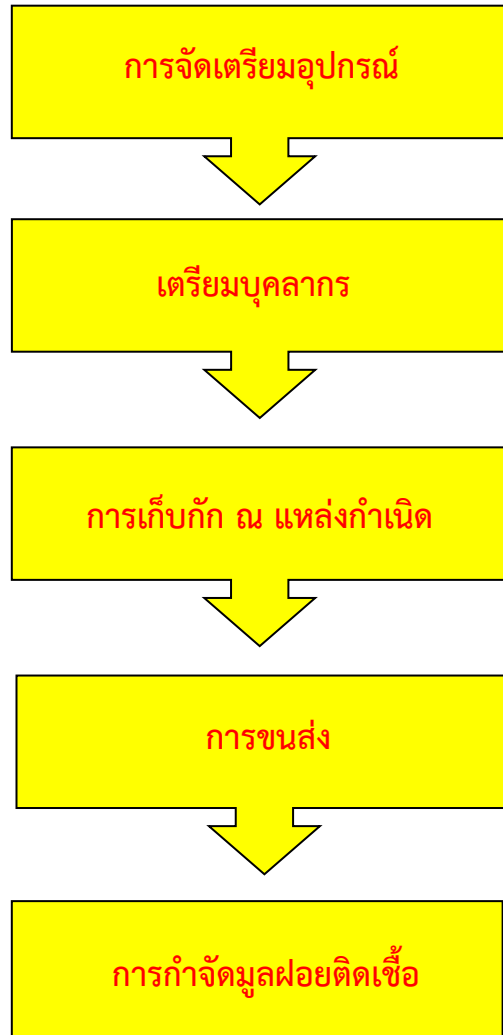 การจัดเตรียมอุปกรณ์
เตรียมบุคลากร
การเก็บกัก ณ แหล่งกำเนิด
การขนส่ง
การกำจัดมูลฝอยติดเชื้อ